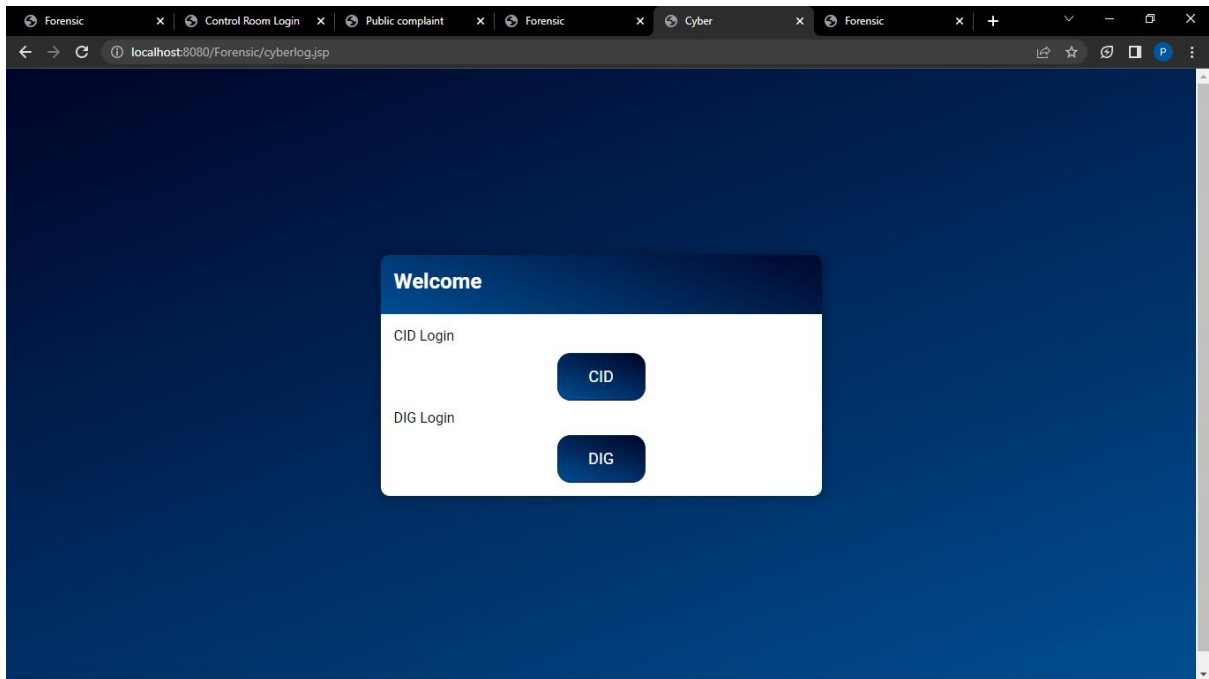 Forensic
Control Room Login
Public complaint
Forensic
Cyber
Forensic
localhost:8080/Forensic/cyberlog.jsp
P
Welcome
CID Login
CID
DIG Login
DIG